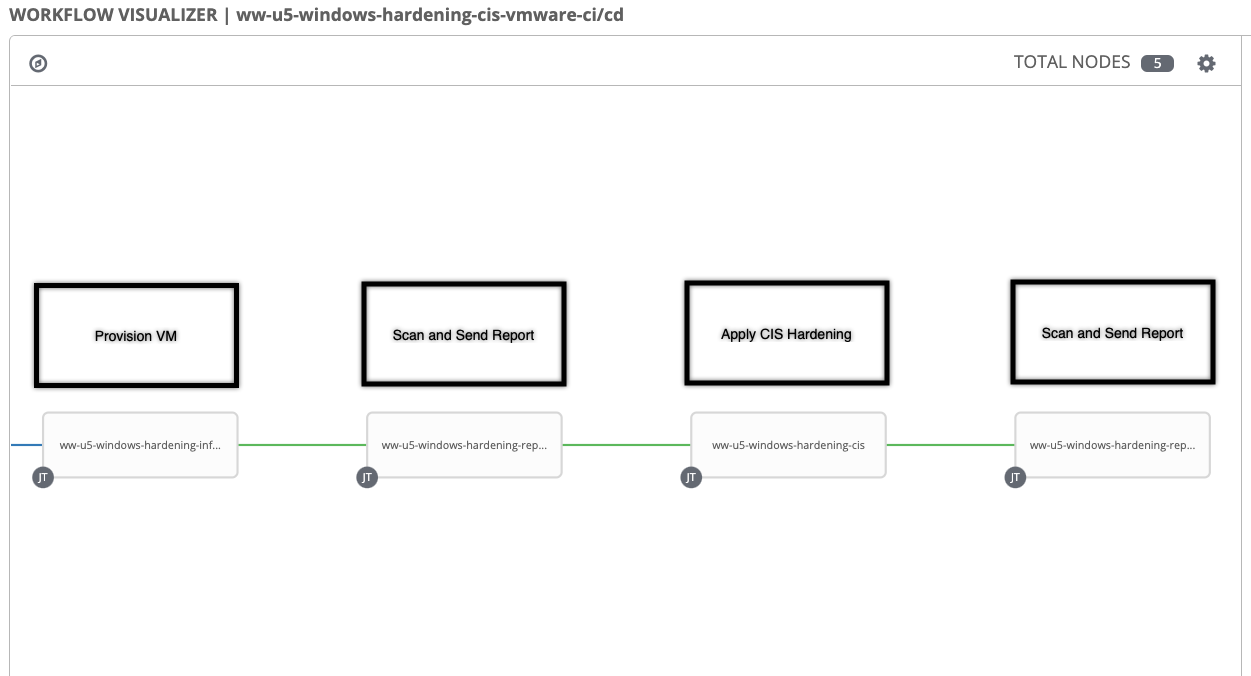 WORKFLOW VISUALIZER | ww-u5-windows-hardening-cis-vmware-ci/cd
TOTAL NODES 5
Provision VM
Scan and Send Report
Apply CIS Hardening
Scan and Send Report
ww-u5-windows-hardening-inf...
ww-u5-windows-hardening-rep...
ww-u5-windows-hardening-cis
ww-u5-windows-hardening-rep...
JT
JT
JT
JT